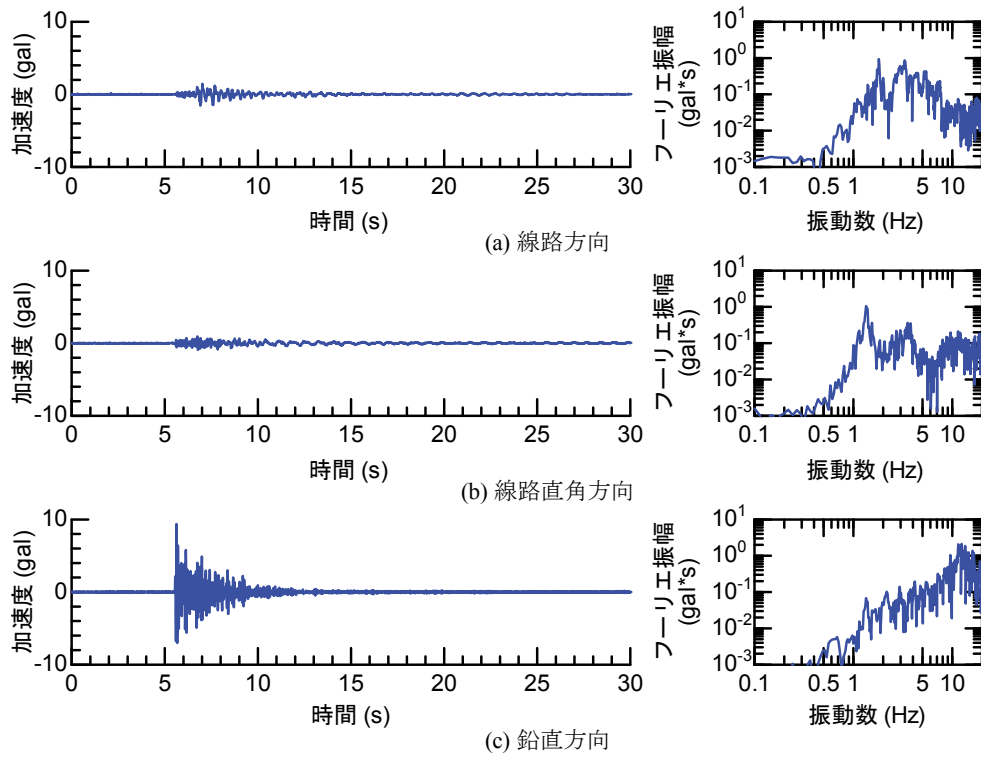 加速度 (gal)
10
0
-10
0 5 10 15 20 25 30
時間 (s)
フーリエ振幅
(gal*s)
10¹
10⁰
10⁻¹
10⁻²
10⁻³
0.1 0.5 1 5 10
振動数 (Hz)
(a) 線路方向
加速度 (gal)
10
0
-10
0 5 10 15 20 25 30
時間 (s)
フーリエ振幅
(gal*s)
10¹
10⁰
10⁻¹
10⁻²
10⁻³
0.1 0.5 1 5 10
振動数 (Hz)
(b) 線路直角方向
加速度 (gal)
10
0
-10
0 5 10 15 20 25 30
時間 (s)
フーリエ振幅
(gal*s)
10¹
10⁰
10⁻¹
10⁻²
10⁻³
0.1 0.5 1 5 10
振動数 (Hz)
(c) 鉛直方向